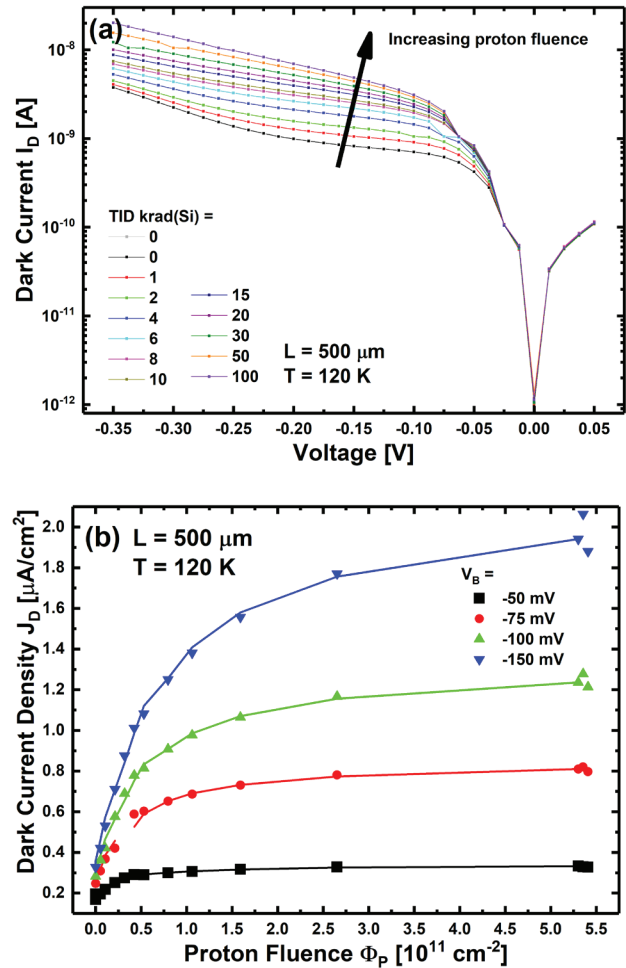 (a)
Increasing proton fluence
Dark Current I_D [A]
10^-8
10^-9
10^-10
10^-11
10^-12
TID krad(Si) =
0
0
1
2
4
6
8
10
15
20
30
50
100
L = 500 μm
T = 120 K
-0.35 -0.30 -0.25 -0.20 -0.15 -0.10 -0.05 0.00 0.05
Voltage [V]
(b)
L = 500 μm
T = 120 K
Dark Current Density J_D [μA/cm²]
2.0
1.8
1.6
1.4
1.2
1.0
0.8
0.6
0.4
0.2
V_B =
-50 mV
-75 mV
-100 mV
-150 mV
0.0 0.5 1.0 1.5 2.0 2.5 3.0 3.5 4.0 4.5 5.0 5.5
Proton Fluence Φ_P [10^11 cm^-2]